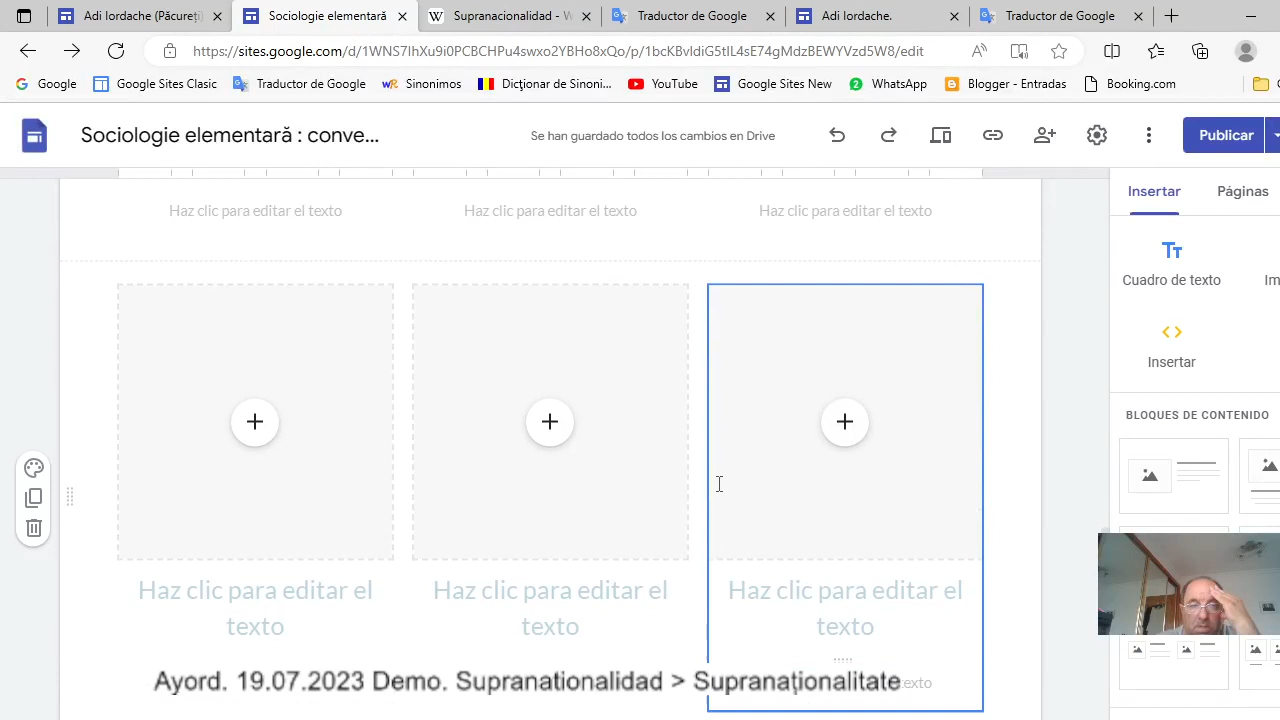 Adi Iordache (Păcureți)
Sociologie elementară
Supranacionalidad - W
Traductor de Google
Adi Iordache.
Traductor de Google
https://sites.google.com/d/1WNS7IhXu9i0PCBCHPu4swxo2YBHo8xQo/p/1bcKBvldiG5tIL4sE74gMdzBEWYVzd5W8/edit
Google
Google Sites Clasic
Traductor de Google
Sinonimos
Dicționar de Sinoni...
YouTube
Google Sites New
WhatsApp
Blogger - Entradas
Booking.com
Sociologie elementară : conve...
Se han guardado todos los cambios en Drive
Publicar
Insertar
Páginas
Haz clic para editar el texto
Haz clic para editar el texto
Haz clic para editar el texto
Cuadro de texto
Im
Insertar
BLOQUES DE CONTENIDO
Haz clic para editar el
texto
Haz clic para editar el
texto
Haz clic para editar el
texto
Ayord. 19.07.2023 Demo. Supranationalidad > Supranaționalitate
texto